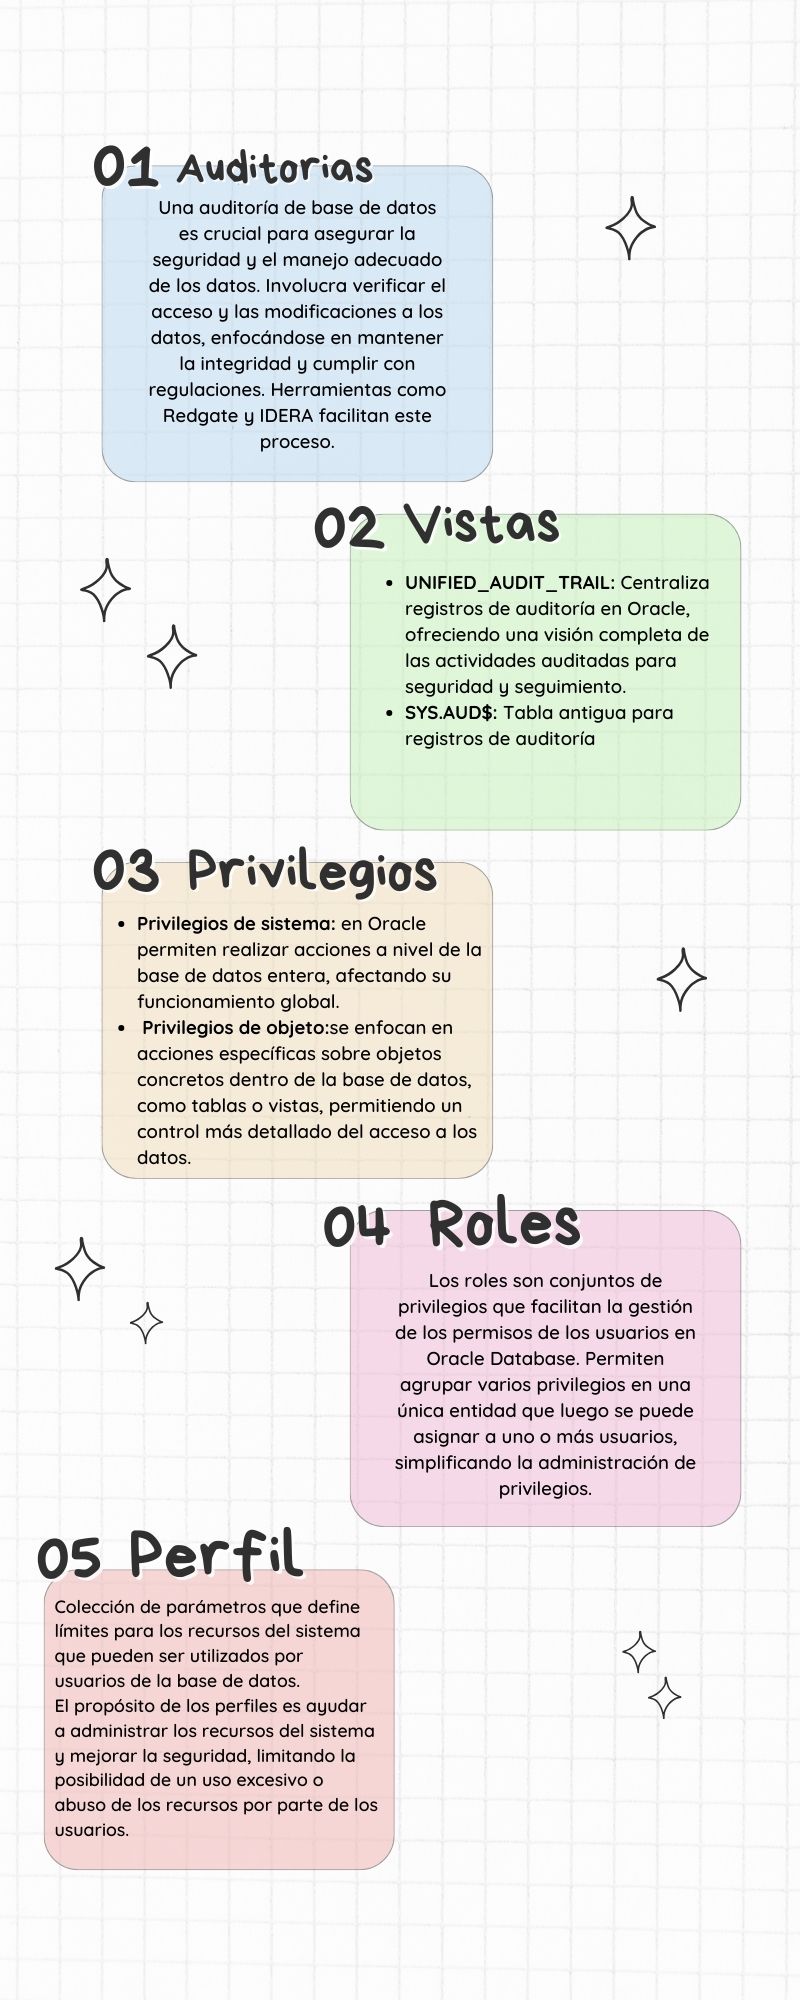 01 Auditorias
Una auditoría de base de datos
es crucial para asegurar la
seguridad y el manejo adecuado
de los datos. Involucra verificar el
acceso y las modificaciones a los
datos, enfocándose en mantener
la integridad y cumplir con
regulaciones. Herramientas como
Redgate y IDERA facilitan este
proceso.
02 Vistas
• UNIFIED_AUDIT_TRAIL: Centraliza
registros de auditoría en Oracle,
ofreciendo una visión completa de
las actividades auditadas para
seguridad y seguimiento.
• SYS.AUD$: Tabla antigua para
registros de auditoría
03 Privilegios
• Privilegios de sistema: en Oracle
permiten realizar acciones a nivel de la
base de datos entera, afectando su
funcionamiento global.
• Privilegios de objeto:se enfocan en
acciones específicas sobre objetos
concretos dentro de la base de datos,
como tablas o vistas, permitiendo un
control más detallado del acceso a los
datos.
04 Roles
Los roles son conjuntos de
privilegios que facilitan la gestión
de los permisos de los usuarios en
Oracle Database. Permiten
agrupar varios privilegios en una
única entidad que luego se puede
asignar a uno o más usuarios,
simplificando la administración de
privilegios.
05 Perfil
Colección de parámetros que define
límites para los recursos del sistema
que pueden ser utilizados por
usuarios de la base de datos.
El propósito de los perfiles es ayudar
a administrar los recursos del sistema
y mejorar la seguridad, limitando la
posibilidad de un uso excesivo o
abuso de los recursos por parte de los
usuarios.